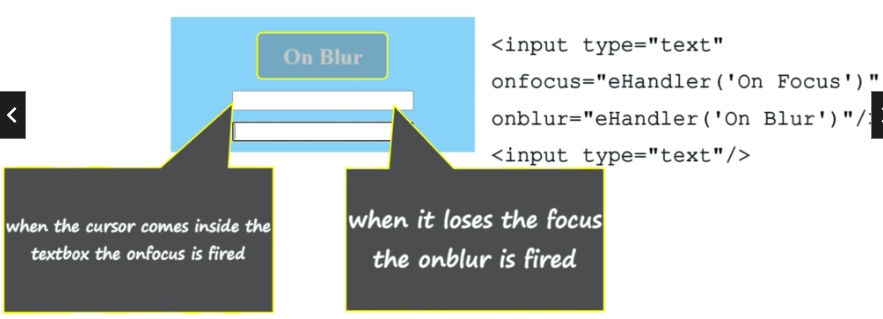 On Blur
<input type="text"
onfocus="eHandler('On Focus')"
onblur="eHandler('On Blur')"/>
<input type="text"/>
when the cursor comes inside the
textbox the onfocus is fired
when it loses the focus
the onblur is fired